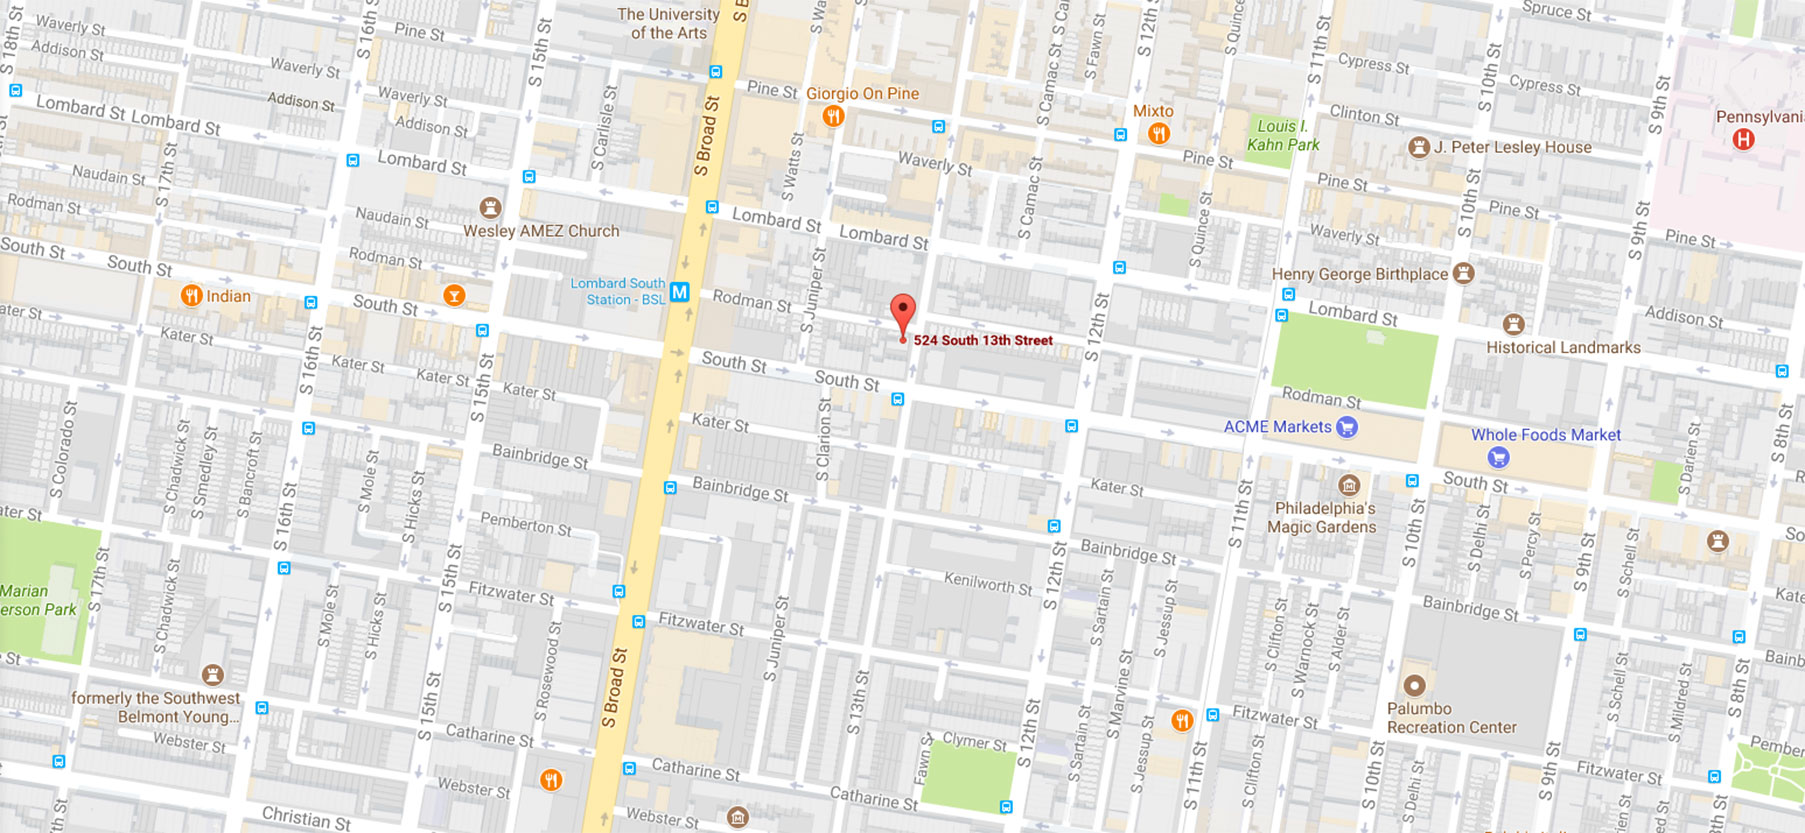 S 18th St
Waverly St
Addison St
S 16th St
Pine St
S 15th St
The University
of the Arts
S B
S Wa
S Camac St
S Ca
S Fawn St
S 12th St
S Quince
S 11th St
Spruce St
Cypress St
S 10th St
Cypress St
S 9th St
Waverly St
Addison St
Waverly St
Addison St
S Carlisle St
Pine St
Giorgio On Pine
Mixto
Clinton St
Louis I.
Kahn Park
J. Peter Lesley House
Pennsylvani
Lombard St
Lombard St
Lombard St
S Broad St
S Watts St
Waverly St
S Camac St
Pine St
Pine St
Pine St
Pine St
S 10th St
S 9th St
Naudain St
S 17th St
Rodman St
Naudain St
Wesley AMEZ Church
Lombard St
Lombard St
S Quince St
Waverly St
South St
South St
Rodman St
Indian
Lombard South
Station - BSL
Rodman St
S Juniper St
524 South 13th Street
S 12th St
Henry George Birthplace
Lombard St
Addison St
Historical Landmarks
ater St
Kater St
South St
S 16th St
Kater St
Kater St
S 15th St
Kater St
South St
South St
Kater St
S Clarion St
Rodman St
ACME Markets
Whole Foods Market
S Darien St
S 8th St
S Colorado St
S Chadwick St
S Smedley St
S Bancroft St
S Mole St
S Hicks St
S 16th St
Bainbridge St
Bainbridge St
Kater St
S 11th St
Philadelphia's
Magic Gardens
South St
So
S 10th St
S Delhi St
S Percy St
S 9th St
S Schell St
ater St
Pemberton St
Bainbridge St
Kate
Marian
erson Park
S 17th St
S Chadwick St
S Mole St
S Hicks St
S 15th St
Fitzwater St
S Rosewood St
Fitzwater St
S Juniper St
S 13th St
Kenilworth St
S 12th St
S Sartain St
S Jessup St
S Marvine St
S Clifton St
S Warnock St
S Alder St
Bainbridge St
Bainb
e St
formerly the Southwest
Belmont Young...
Webster St
S 15th St
Catharine St
Webster St
Christian St
S Broad St
Catharine St
Webster St
Catharine St
Fawn St
Clymer St
S 12th St
S Sartain St
S Jessup St
S 11th St
S Clifton St
Fitzwater St
Palumbo
Recreation Center
S 10th St
S Delhi St
S 9th St
Fitzwater St
S Schell St
S Mildred St
S 8th St
Pember